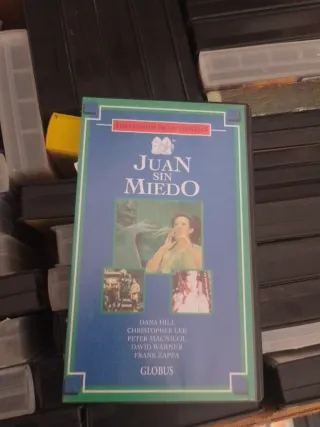 JUAN
SIN
MIEDO
DANA HILL
CHRISTOPHER LEE
PETER MACNICOL
DAVID WARNER
FRANK ZAPPA
GLOBUS